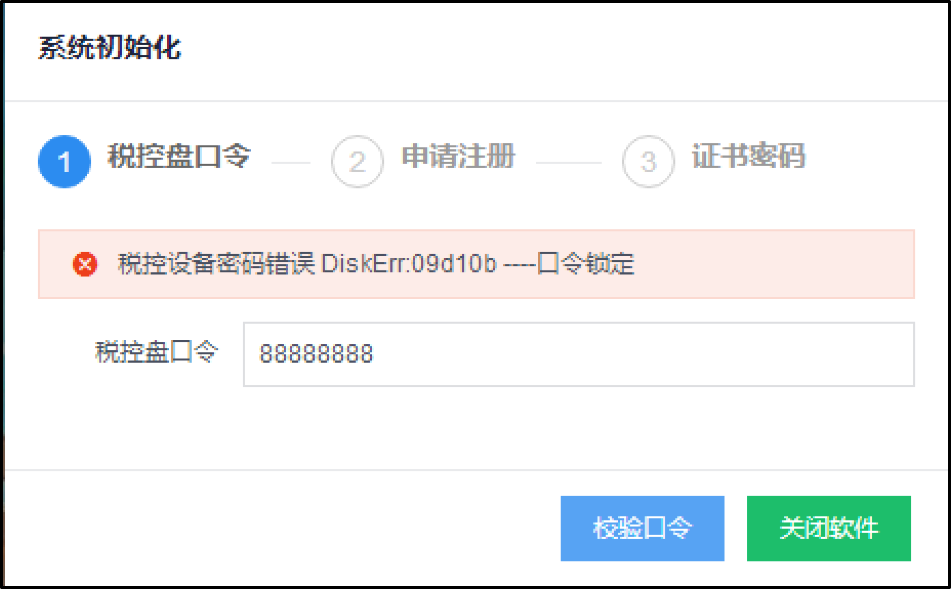 系统初始化
1 税控盘口令 2 申请注册 3 证书密码
税控设备密码错误 DiskErr:09d10b ----口令锁定
税控盘口令 88888888
校验口令 关闭软件